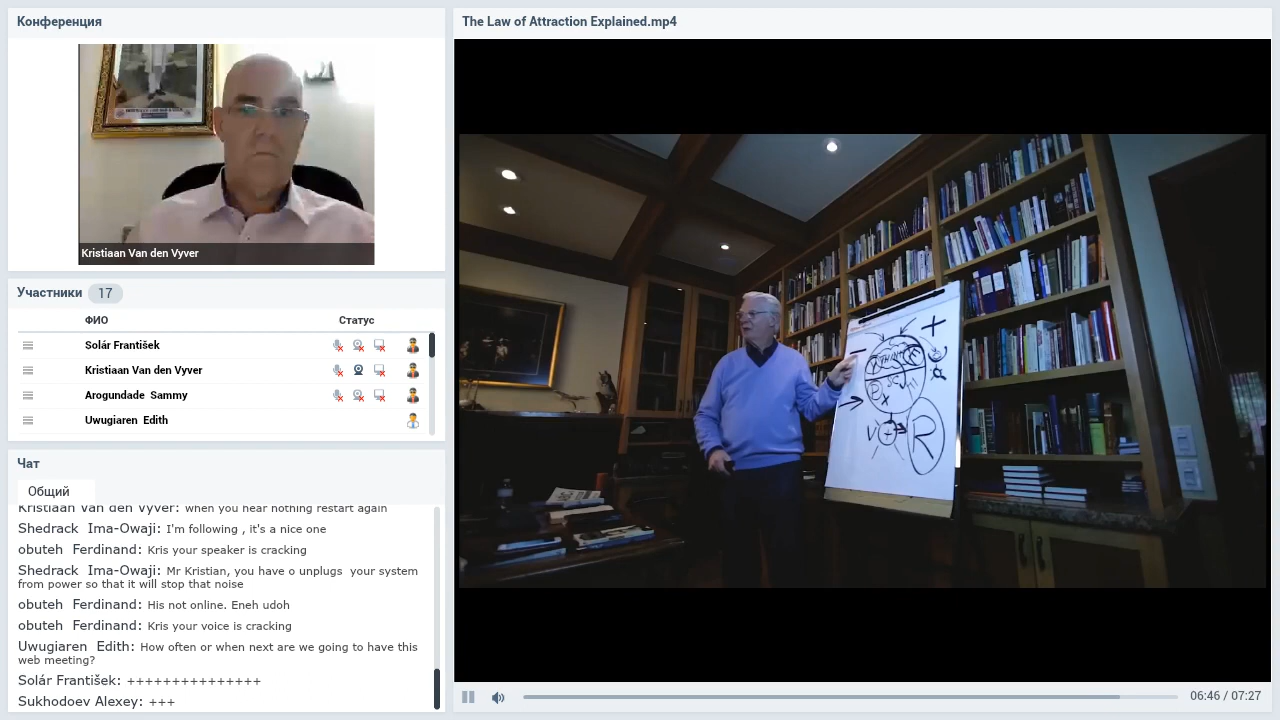 Конференция
Kristiaan Van den Vyver
Участники 17
ФИО Статус
Solár František
Kristiaan Van den Vyver
Arogundade Sammy
Uwugiaren Edith
Чат
Общий
Kristiaan Van den Vyver: when you hear nothing restart again
Shedrack Ima-Owaji: I'm following , it's a nice one
obuteh Ferdinand: Kris your speaker is cracking
Shedrack Ima-Owaji: Mr Kristian, you have o unplugs your system
from power so that it will stop that noise
obuteh Ferdinand: His not online. Eneh udoh
obuteh Ferdinand: Kris your voice is cracking
Uwugiaren Edith: How often or when next are we going to have this
web meeting?
Solár František: +++++++++++++++
Sukhodoev Alexey: +++
The Law of Attraction Explained.mp4
R
06:46 / 07:27